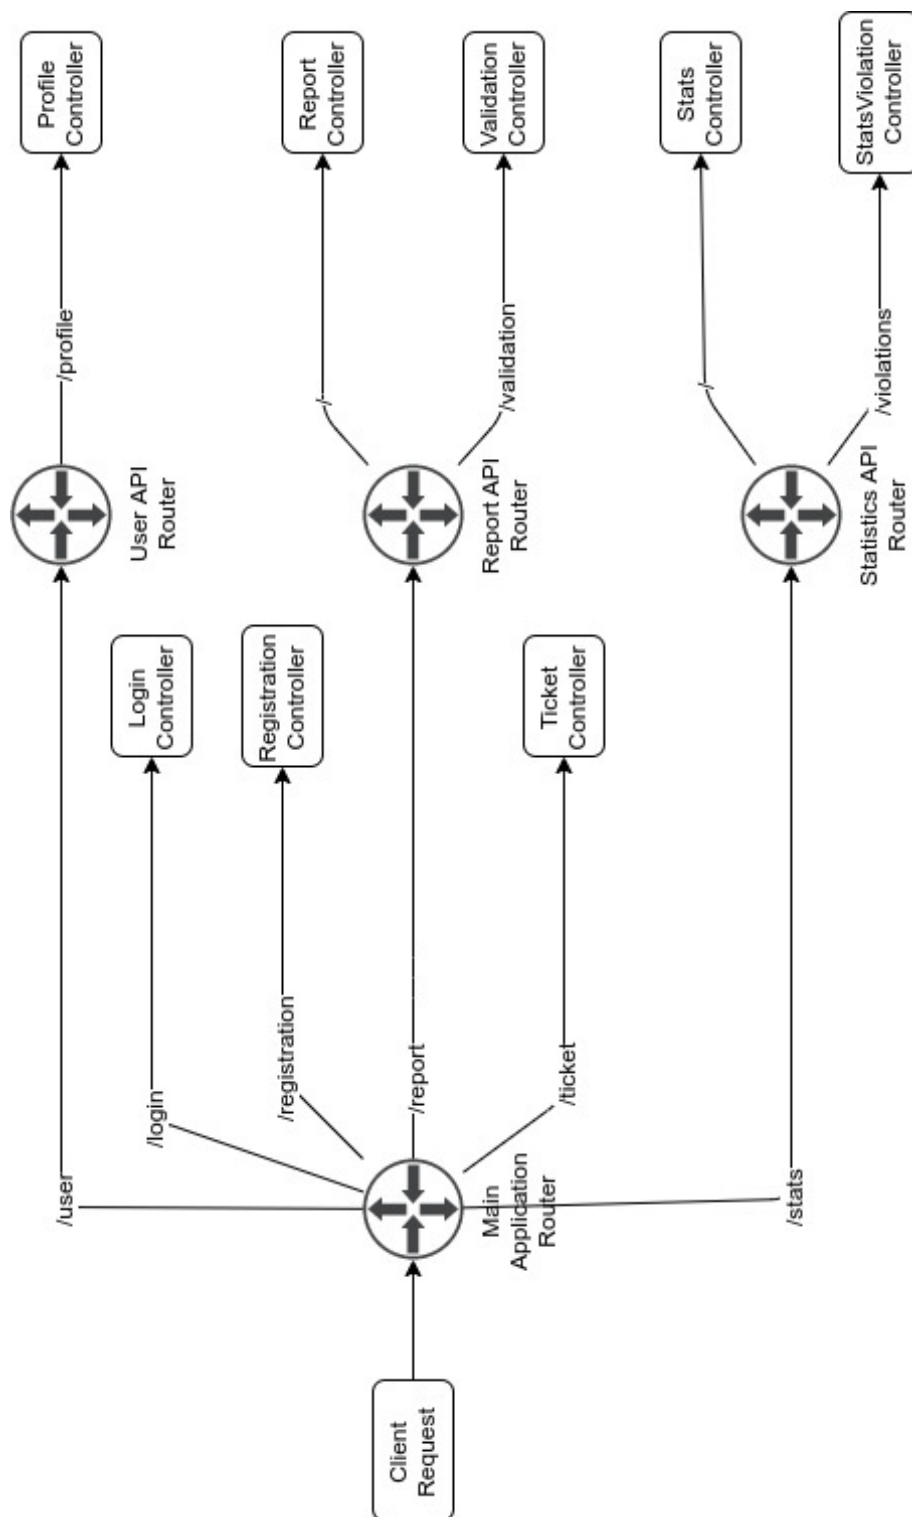 Client
Request
Main
Application
Router
/user
/login
/registration
/report
/ticket
/stats
Login
Controller
Registration
Controller
Ticket
Controller
User API
Router
Report API
Router
Statistics API
Router
/profile
/
/validation
/
/violations
Profile
Controller
Report
Controller
Validation
Controller
Stats
Controller
StatsViolation
Controller